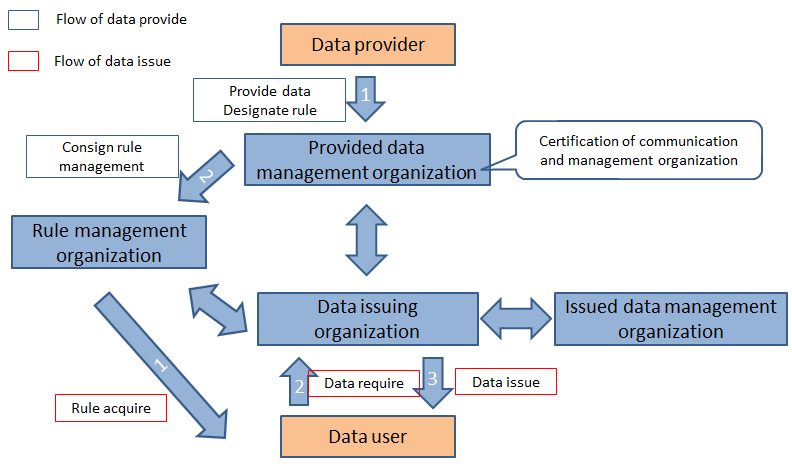 Flow of data provide
Flow of data issue
Data provider
Provide data
Designate rule
1
Consign rule
management
2
Provided data
management organization
Certification of communication
and management organization
Rule management
organization
Data issuing
organization
Issued data management
organization
1
Rule acquire
2
Data require
3
Data issue
Data user